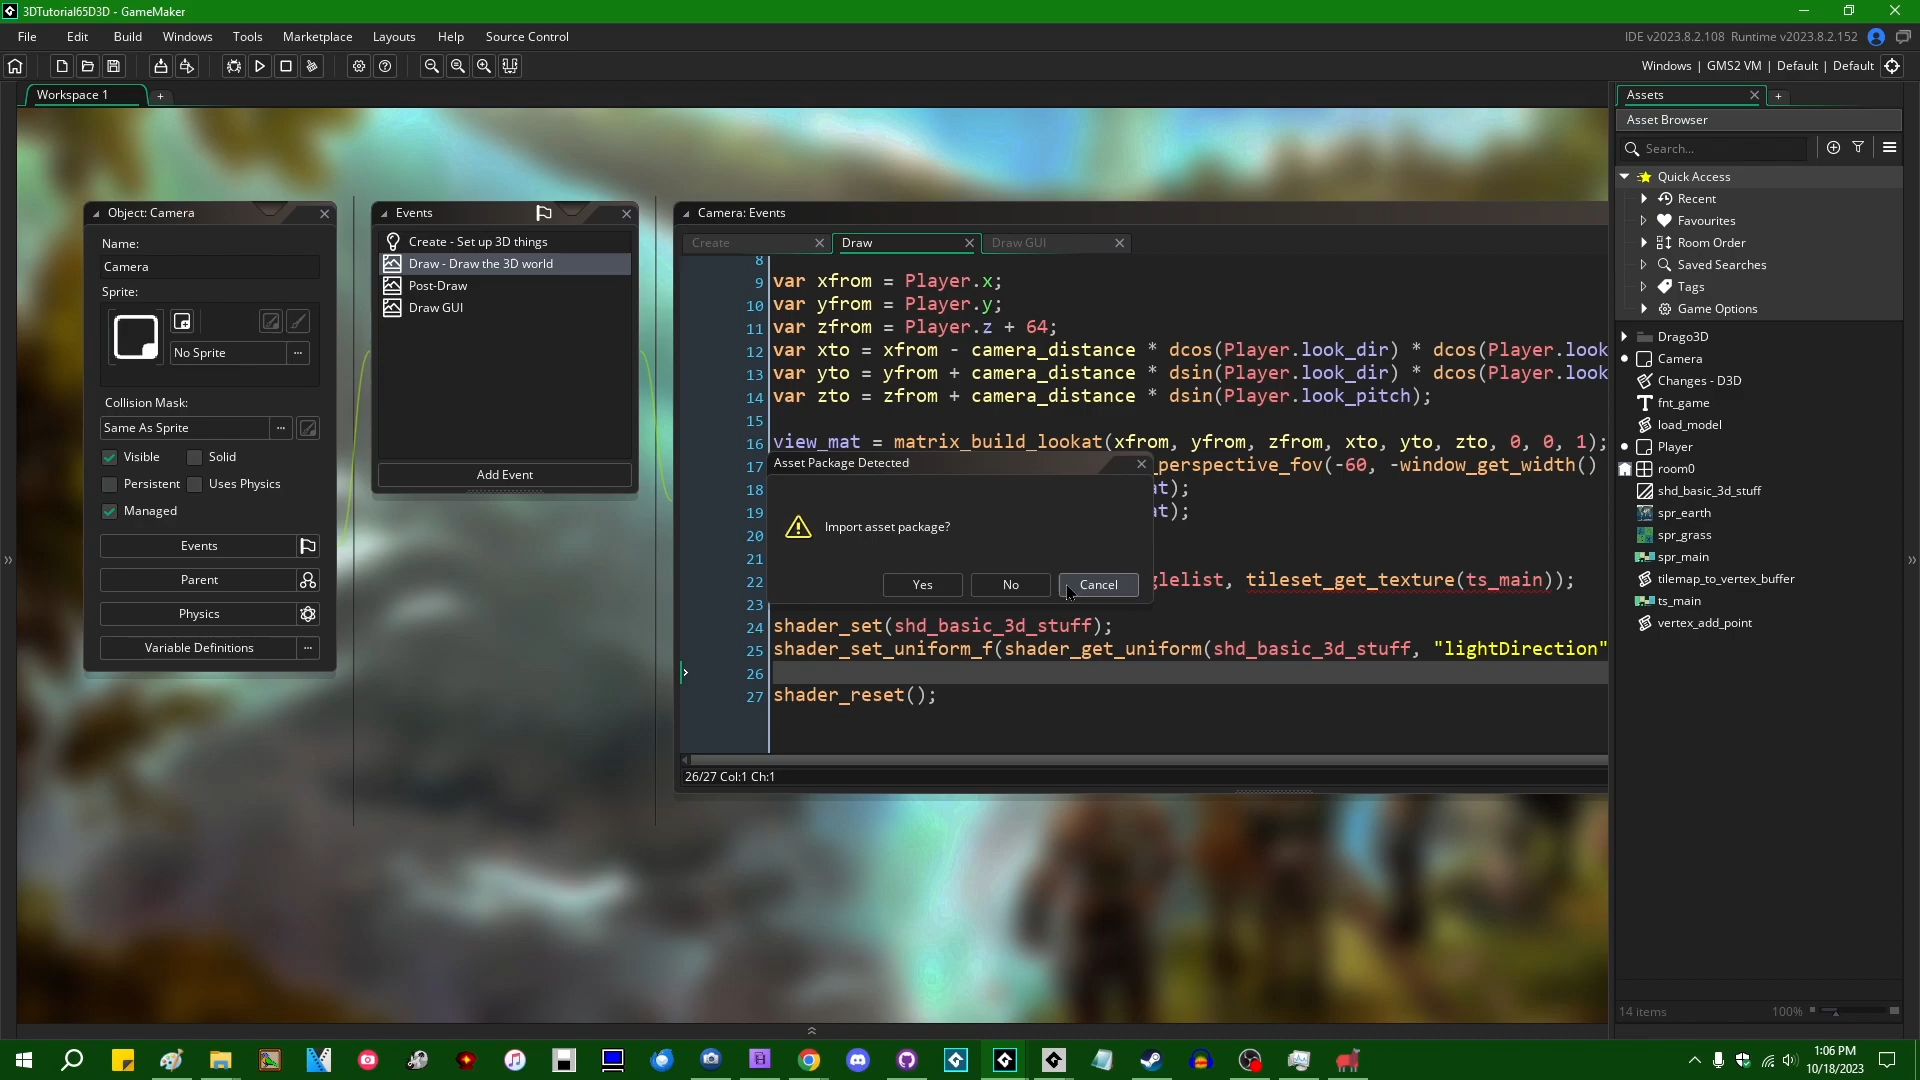 3DTutorial65D3D - GameMaker
File Edit Build Windows Tools Marketplace Layouts Help Source Control
IDE v2023.8.2.108 Runtime v2023.8.2.152
Windows | GMS2 VM | Default | Default
Workspace 1
Object: Camera
Name:
Camera
Sprite:
No Sprite
Collision Mask:
Same As Sprite
Visible Solid
Persistent Uses Physics
Managed
Events
Parent
Physics
Variable Definitions
Events
Create - Set up 3D things
Draw - Draw the 3D world
Post-Draw
Draw GUI
Add Event
Camera: Events
Create Draw Draw GUI
8
9 var xfrom = Player.x;
10 var yfrom = Player.y;
11 var zfrom = Player.z + 64;
12 var xto = xfrom - camera_distance * dcos(Player.look_dir) * dcos(Player.look
13 var yto = yfrom + camera_distance * dsin(Player.look_dir) * dcos(Player.look
14 var zto = zfrom + camera_distance * dsin(Player.look_pitch);
15
16 view_mat = matrix_build_lookat(xfrom, yfrom, zfrom, xto, yto, zto, 0, 0, 1);
17 _perspective_fov(-60, -window_get_width()
18 at);
19 at);
20
21
22 glelist, tileset_get_texture(ts_main));
23
24 shader_set(shd_basic_3d_stuff);
25 shader_set_uniform_f(shader_get_uniform(shd_basic_3d_stuff, "lightDirection"
26
27 shader_reset();
26/27 Col:1 Ch:1
Asset Package Detected
Import asset package?
Yes No Cancel
Assets
Asset Browser
Search...
Quick Access
Recent
Favourites
Room Order
Saved Searches
Tags
Game Options
Drago3D
Camera
Changes - D3D
fnt_game
load_model
Player
room0
shd_basic_3d_stuff
spr_earth
spr_grass
spr_main
tilemap_to_vertex_buffer
ts_main
vertex_add_point
14 items 100%
1:06 PM
10/18/2023